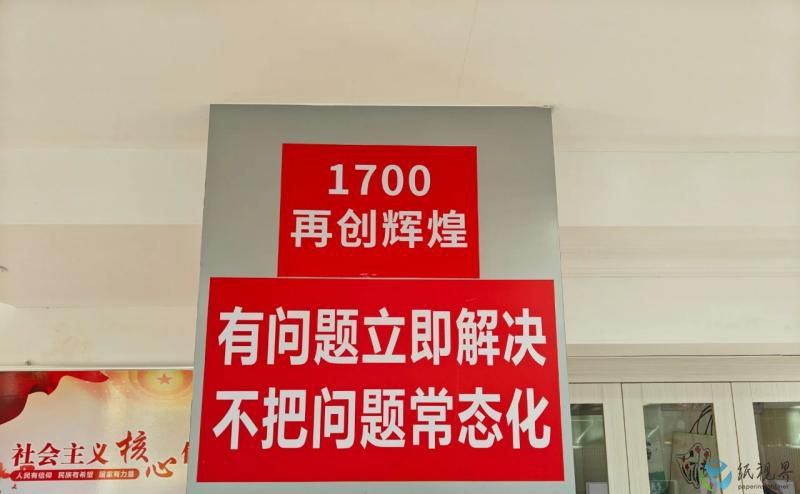 1700
再创辉煌
有问题立即解决
不把问题常态化
社会主义核心
人民有信仰 民族有希望 国家有力量
纸视界
paperinsight.net